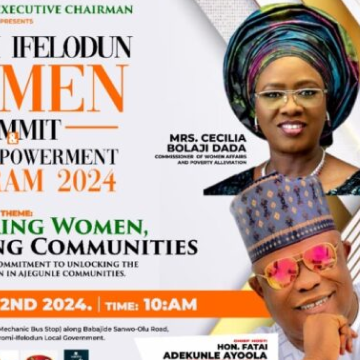 EXECUTIVE CHAIRMAN
PRESENTS
IFELODUN
MEN
MMIT
&
POWERMENT
RAM 2024
THEME:
ING WOMEN,
NG COMMUNITIES
COMMITMENT TO UNLOCKING THE
N IN AJEGUNLE COMMUNITIES.
2ND 2024. | TIME: 10:AM
Mechanic Bus Stop) along Babajide Sanwo-Olu Road,
romi-Ifelodun Local Government.
MRS. CECILIA
BOLAJI DADA
COMMISSIONER OF WOMEN AFFAIRS
AND POVERTY ALLEVIATION
HON. FATAI
ADEKUNLE AYOOLA